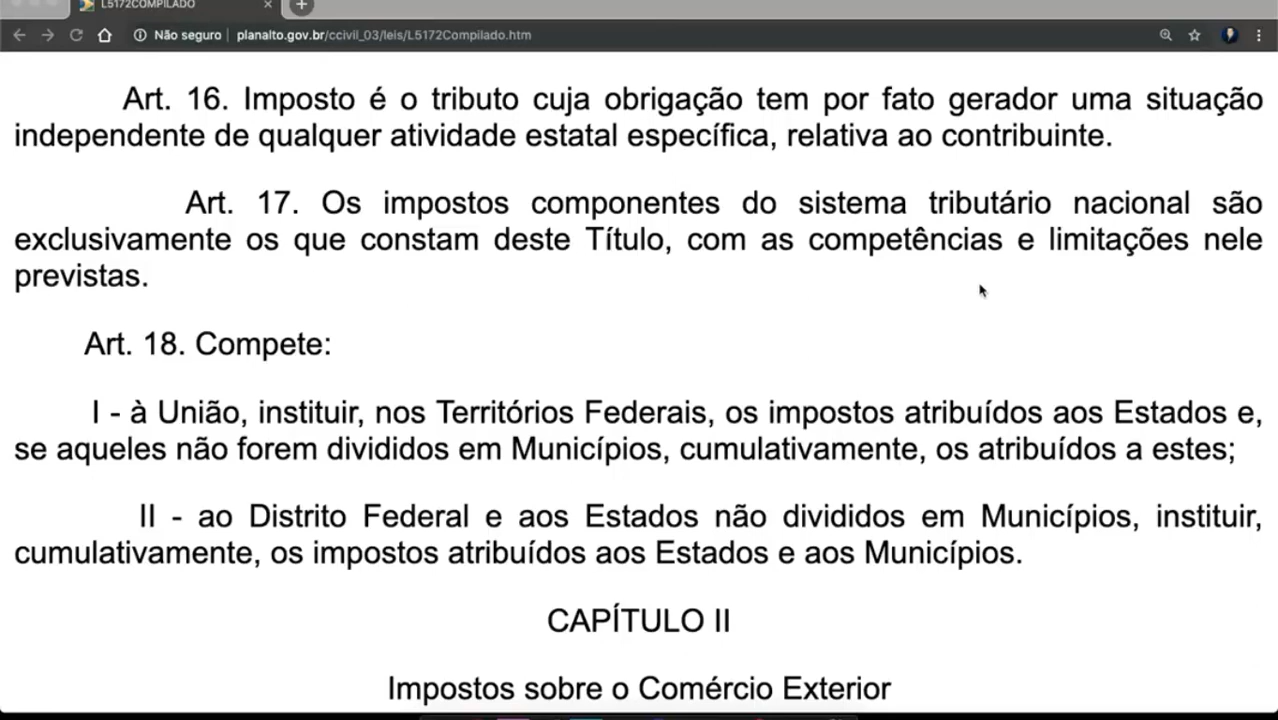 L5172COMPILADO
Não seguro
planalto.gov.br/ccivil_03/leis/L5172Compilado.htm
Art. 16. Imposto é o tributo cuja obrigação tem por fato gerador uma situação
independente de qualquer atividade estatal específica, relativa ao contribuinte.
Art. 17. Os impostos componentes do sistema tributário nacional são
exclusivamente os que constam deste Título, com as competências e limitações nele
previstas.
Art. 18. Compete:
I - à União, instituir, nos Territórios Federais, os impostos atribuídos aos Estados e,
se aqueles não forem divididos em Municípios, cumulativamente, os atribuídos a estes;
II - ao Distrito Federal e aos Estados não divididos em Municípios, instituir,
cumulativamente, os impostos atribuídos aos Estados e aos Municípios.
CAPÍTULO II
Impostos sobre o Comércio Exterior